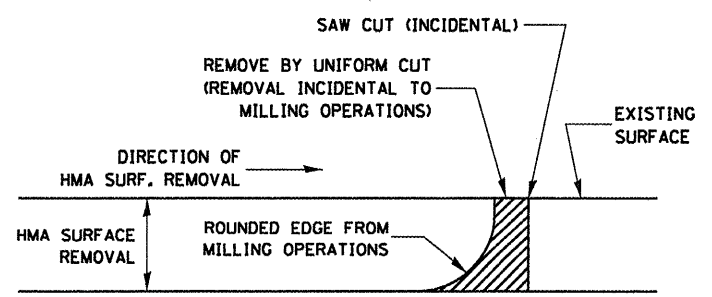 SAW CUT (INCIDENTAL)
REMOVE BY UNIFORM CUT
(REMOVAL INCIDENTAL TO
MILLING OPERATIONS)
EXISTING
SURFACE
DIRECTION OF
HMA SURF. REMOVAL
HMA SURFACE
REMOVAL
ROUNDED EDGE FROM
MILLING OPERATIONS